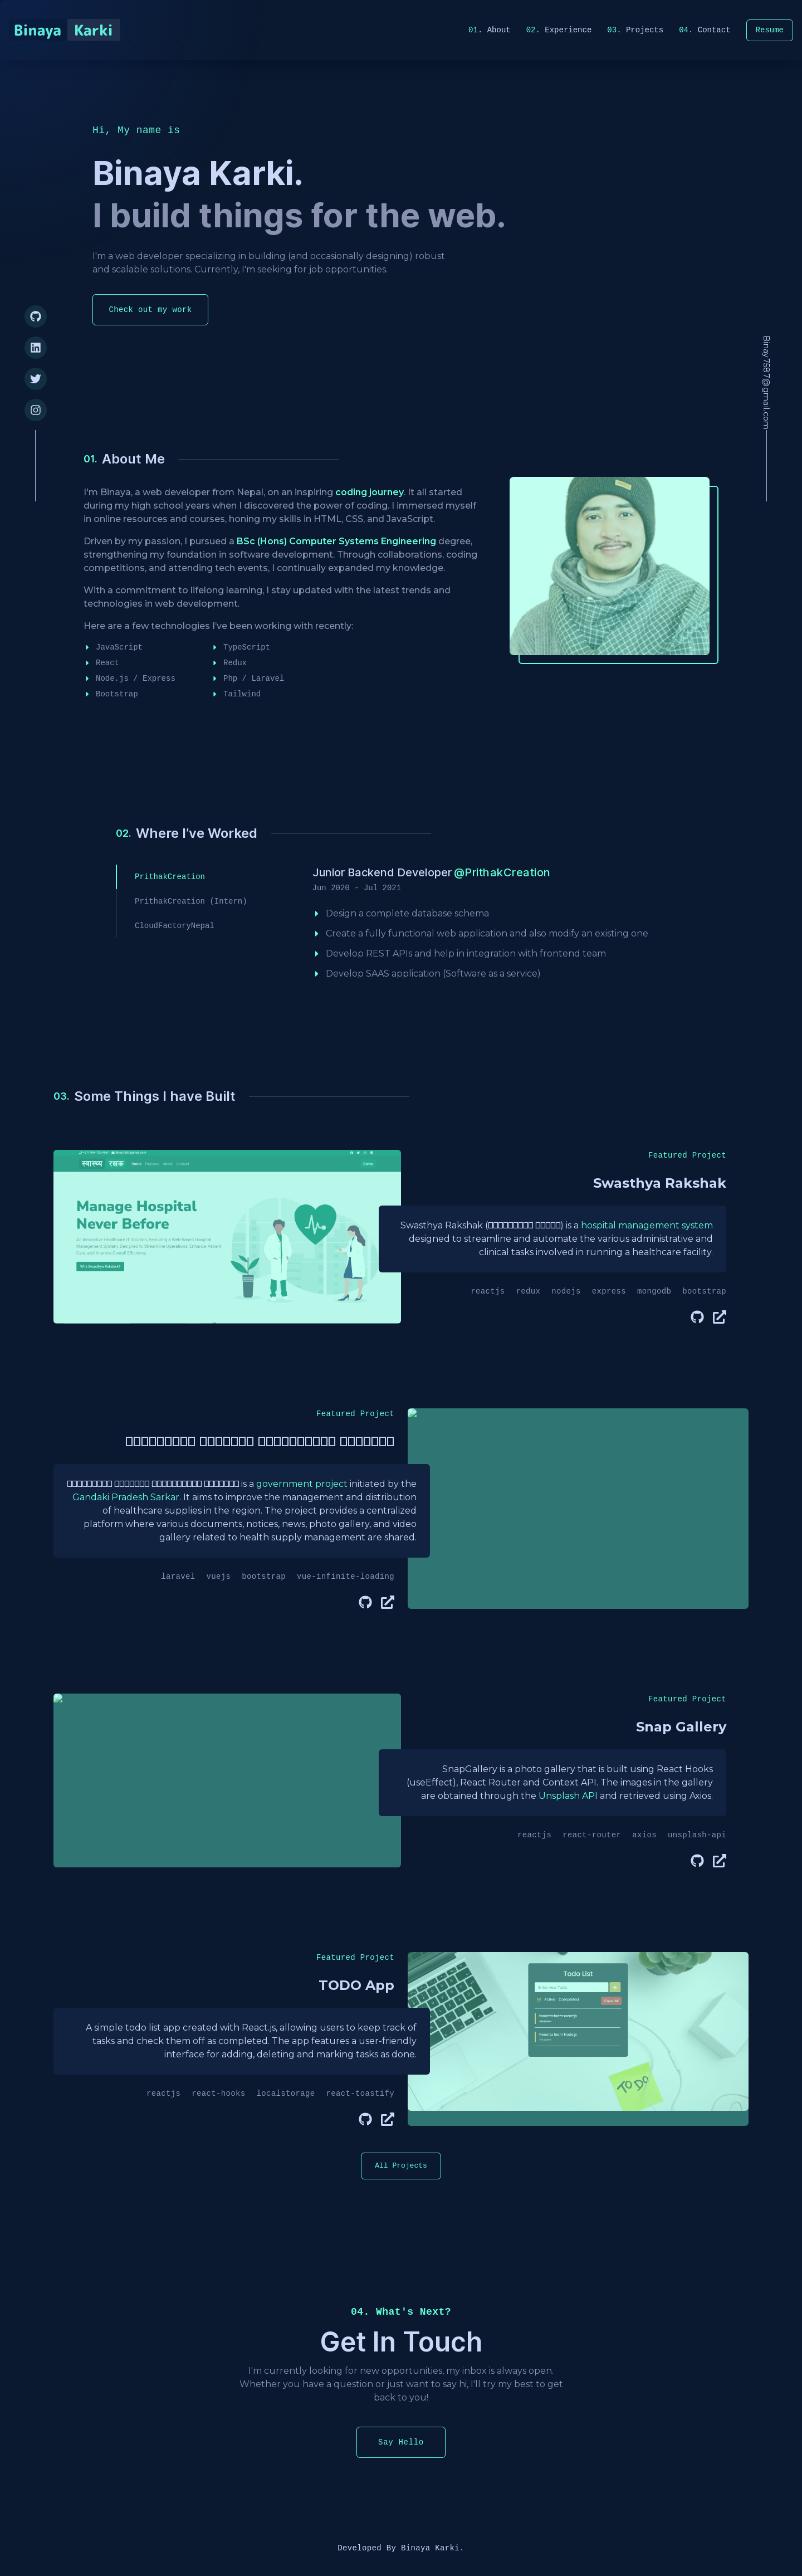 Binaya Karki
01. About
02. Experience
03. Projects
04. Contact
Resume
Hi, My name is
Binaya Karki.
I build things for the web.
I'm a web developer specializing in building (and occasionally designing) robust
and scalable solutions. Currently, I'm seeking for job opportunities.
Check out my work
Binay7587@gmail.com
01. About Me
I'm Binaya, a web developer from Nepal, on an inspiring coding journey. It all started
during my high school years when I discovered the power of coding. I immersed myself
in online resources and courses, honing my skills in HTML, CSS, and JavaScript.
Driven by my passion, I pursued a BSc (Hons) Computer Systems Engineering degree,
strengthening my foundation in software development. Through collaborations, coding
competitions, and attending tech events, I continually expanded my knowledge.
With a commitment to lifelong learning, I stay updated with the latest trends and
technologies in web development.
Here are a few technologies I've been working with recently:
JavaScript
TypeScript
React
Redux
Node.js / Express
Php / Laravel
Bootstrap
Tailwind
02. Where I've Worked
PrithakCreation
PrithakCreation (Intern)
CloudFactoryNepal
Junior Backend Developer @PrithakCreation
Jun 2020 - Jul 2021
Design a complete database schema
Create a fully functional web application and also modify an existing one
Develop REST APIs and help in integration with frontend team
Develop SAAS application (Software as a service)
03. Some Things I have Built
स्वास्थ्य रक्षक
Home
Manage Hospital
Never Before
Featured Project
Swasthya Rakshak
Swasthya Rakshak ( ) is a hospital management system
designed to streamline and automate the various administrative and
clinical tasks involved in running a healthcare facility.
reactjs redux nodejs express mongodb bootstrap
Featured Project
is a government project initiated by the
Gandaki Pradesh Sarkar. It aims to improve the management and distribution
of healthcare supplies in the region. The project provides a centralized
platform where various documents, notices, news, photo gallery, and video
gallery related to health supply management are shared.
laravel vuejs bootstrap vue-infinite-loading
Featured Project
Snap Gallery
SnapGallery is a photo gallery that is built using React Hooks
(useEffect), React Router and Context API. The images in the gallery
are obtained through the Unsplash API and retrieved using Axios.
reactjs react-router axios unsplash-api
Featured Project
TODO App
A simple todo list app created with React.js, allowing users to keep track of
tasks and check them off as completed. The app features a user-friendly
interface for adding, deleting and marking tasks as done.
reactjs react-hooks localstorage react-toastify
Todo List
TODO
All Projects
04. What's Next?
Get In Touch
I'm currently looking for new opportunities, my inbox is always open.
Whether you have a question or just want to say hi, I'll try my best to get
back to you!
Say Hello
Developed By Binaya Karki.